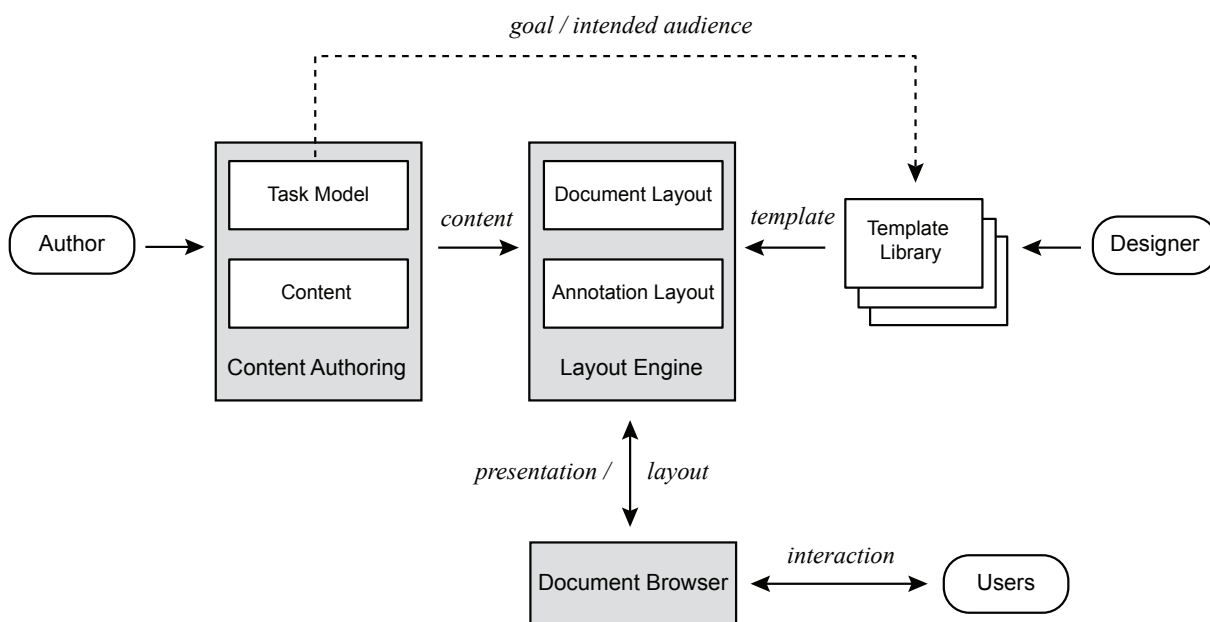 goal / intended audience
Task Model
Document Layout
content
template
Template
Library
Author
Designer
Content
Annotation Layout
Content Authoring
Layout Engine
presentation / layout
interaction
Document Browser
Users